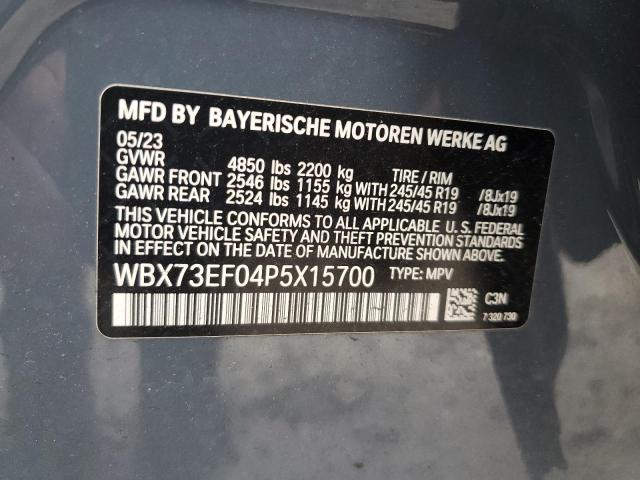 MFD BY BAYERISCHE MOTOREN WERKE AG
05/23
GVWR 4850 lbs 2200 kg TIRE / RIM
GAWR FRONT 2546 lbs 1155 kg WITH 245/45 R19 /8Jx19
GAWR REAR 2524 lbs 1145 kg WITH 245/45 R19 /8Jx19
THIS VEHICLE CONFORMS TO ALL APPLICABLE U. S. FEDERAL
MOTOR VEHICLE SAFETY, BUMPER, AND THEFT PREVENTION STANDARDS
IN EFFECT ON THE DATE OF MANUFACTURE SHOWN ABOVE.
WBX73EF04P5X15700 TYPE: MPV
C3N
7 320 730